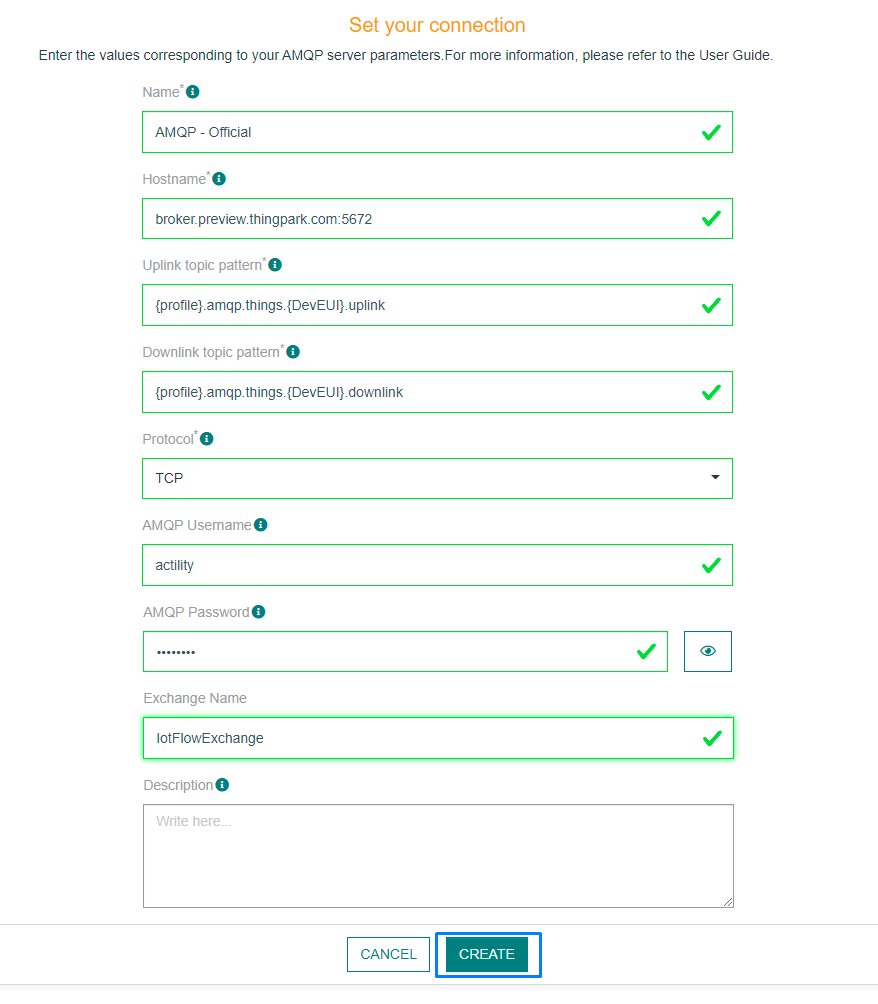 Set your connection
Enter the values corresponding to your AMQP server parameters.For more information, please refer to the User Guide.
Name*
AMQP - Official
Hostname*
broker.preview.thingpark.com:5672
Uplink topic pattern*
{profile}.amqp.things.{DevEUI}.uplink
Downlink topic pattern*
{profile}.amqp.things.{DevEUI}.downlink
Protocol*
TCP
AMQP Username
actility
AMQP Password
••••••••
Exchange Name
IotFlowExchange
Description
Write here...
CANCEL CREATE